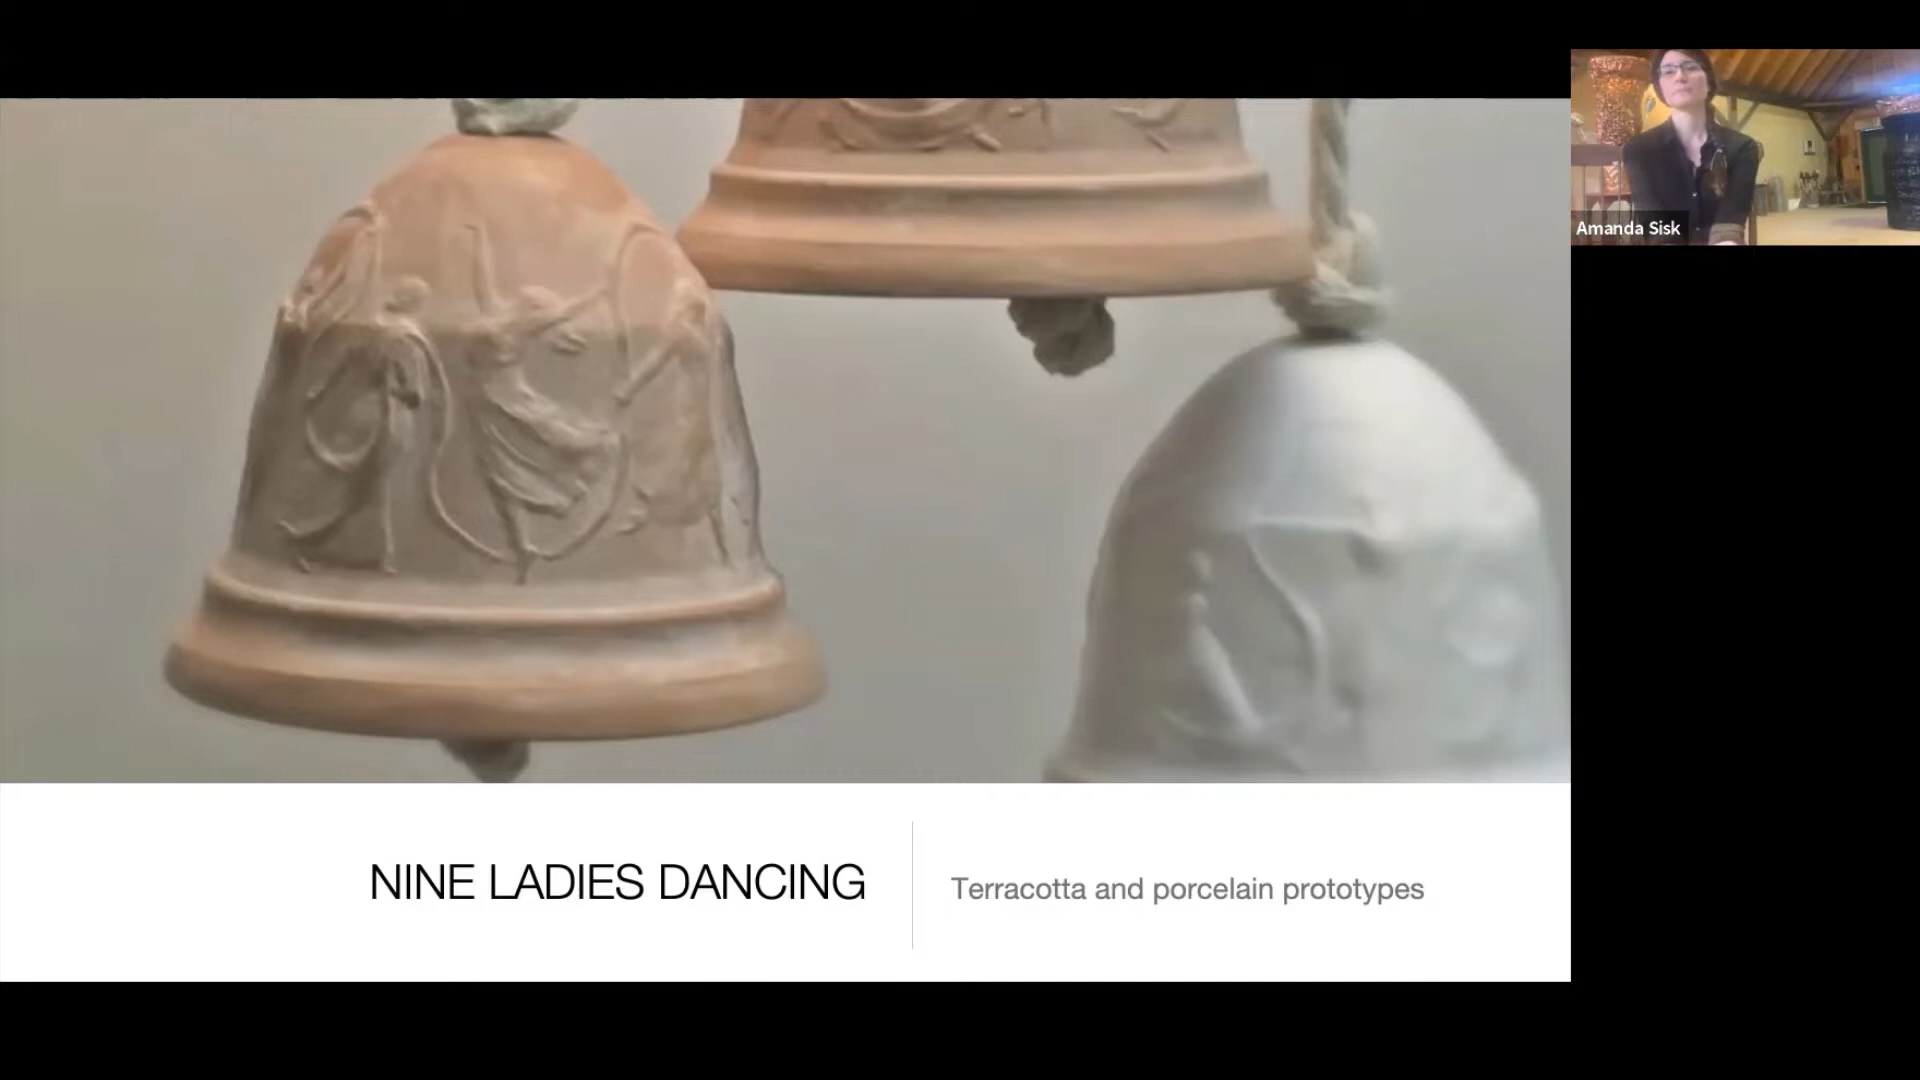 Amanda Sisk
NINE LADIES DANCING
Terracotta and porcelain prototypes